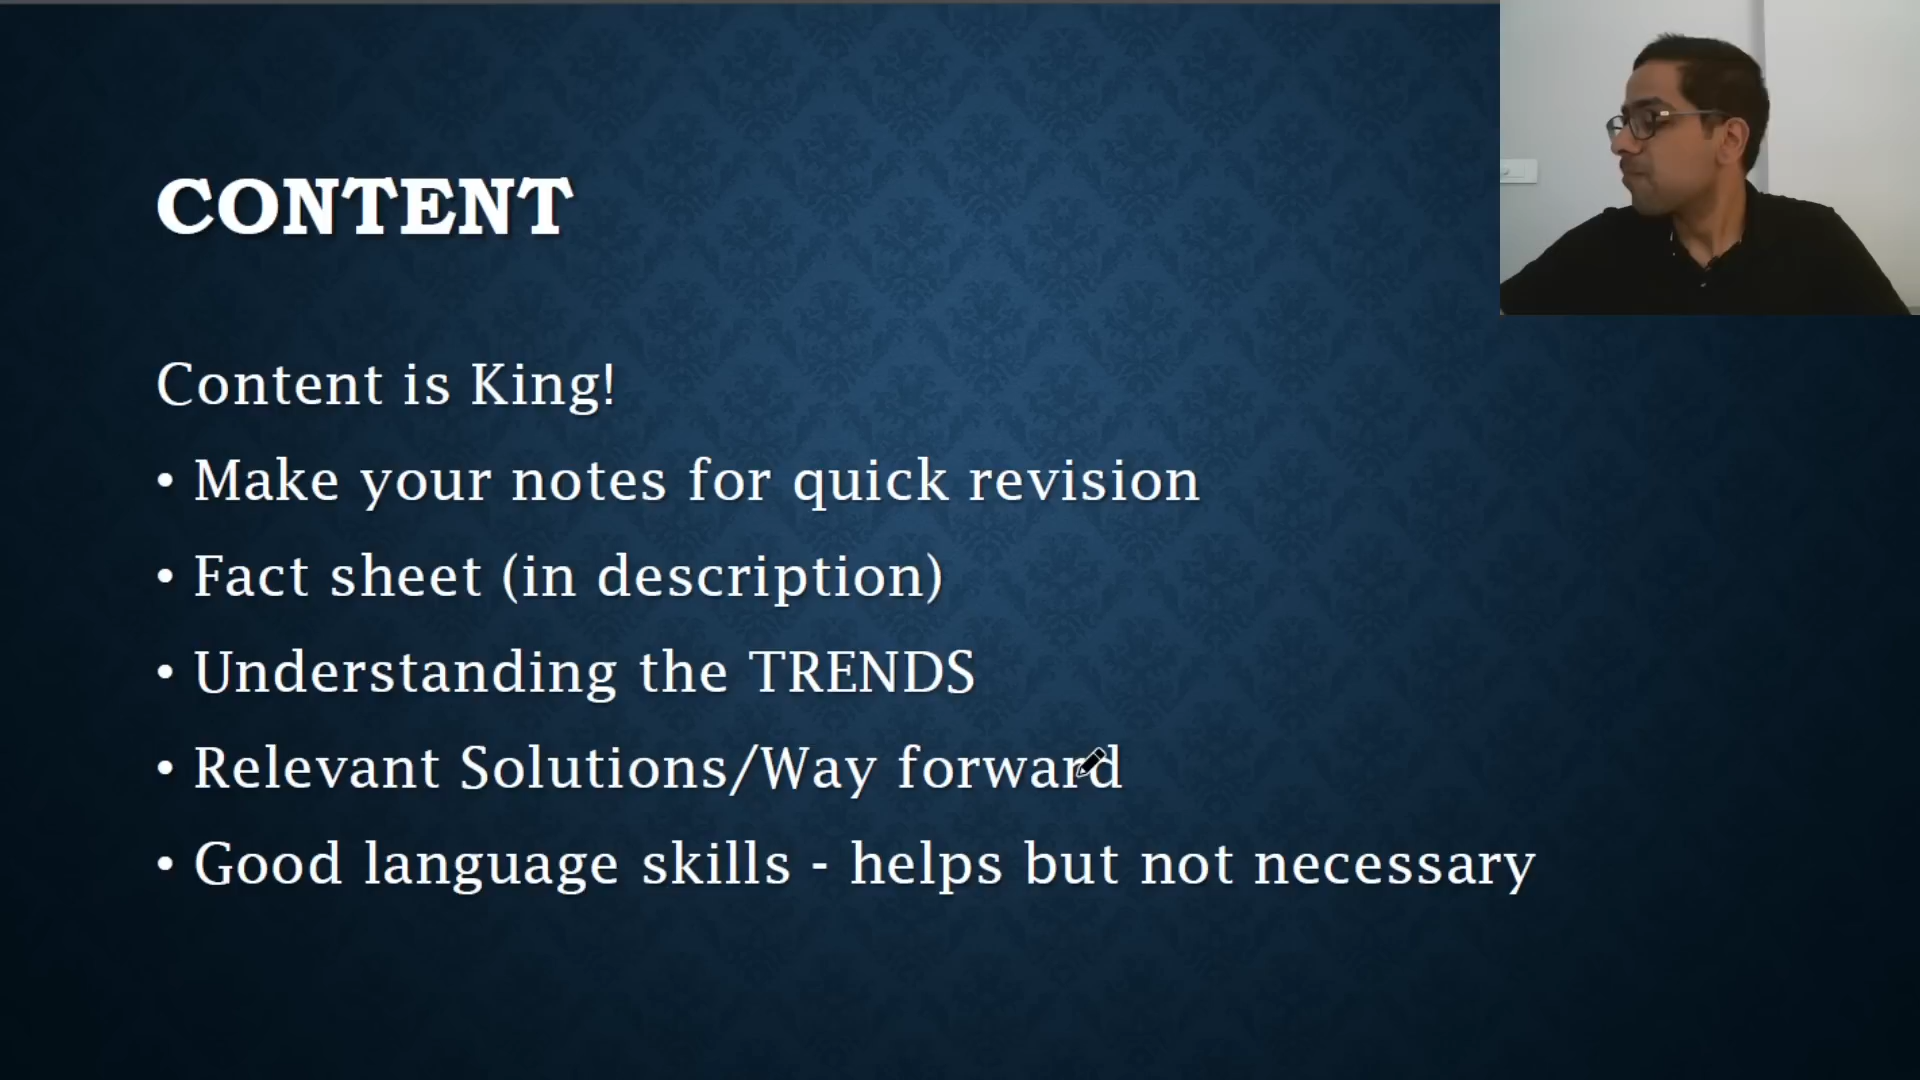 CONTENT
Content is King!
• Make your notes for quick revision
• Fact sheet (in description)
• Understanding the TRENDS
• Relevant Solutions/Way forward
• Good language skills - helps but not necessary